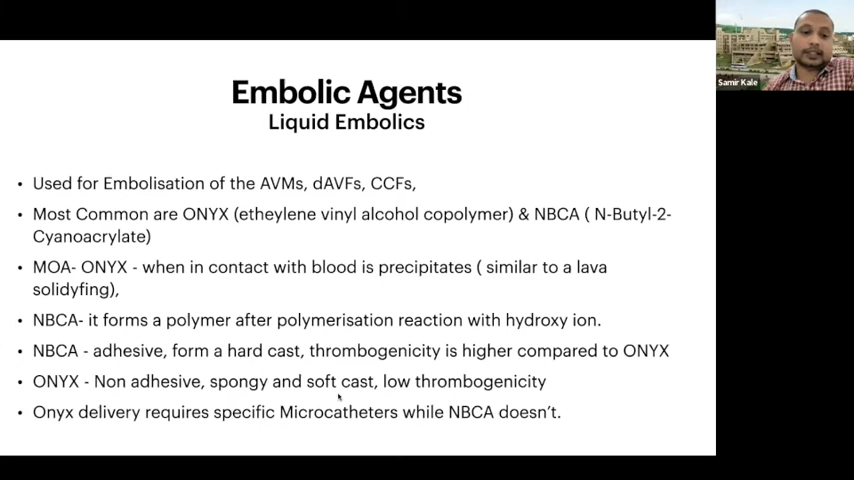 Embolic Agents
Liquid Embolics
• Used for Embolisation of the AVMs, dAVFs, CCFs,
• Most Common are ONYX (etheylene vinyl alcohol copolymer) & NBCA ( N-Butyl-2-
Cyanoacrylate)
• MOA- ONYX - when in contact with blood is precipitates ( similar to a lava
solidyfing),
• NBCA- it forms a polymer after polymerisation reaction with hydroxy ion.
• NBCA - adhesive, form a hard cast, thrombogenicity is higher compared to ONYX
• ONYX - Non adhesive, spongy and soft cast, low thrombogenicity
• Onyx delivery requires specific Microcatheters while NBCA doesn't.
Samir Kale